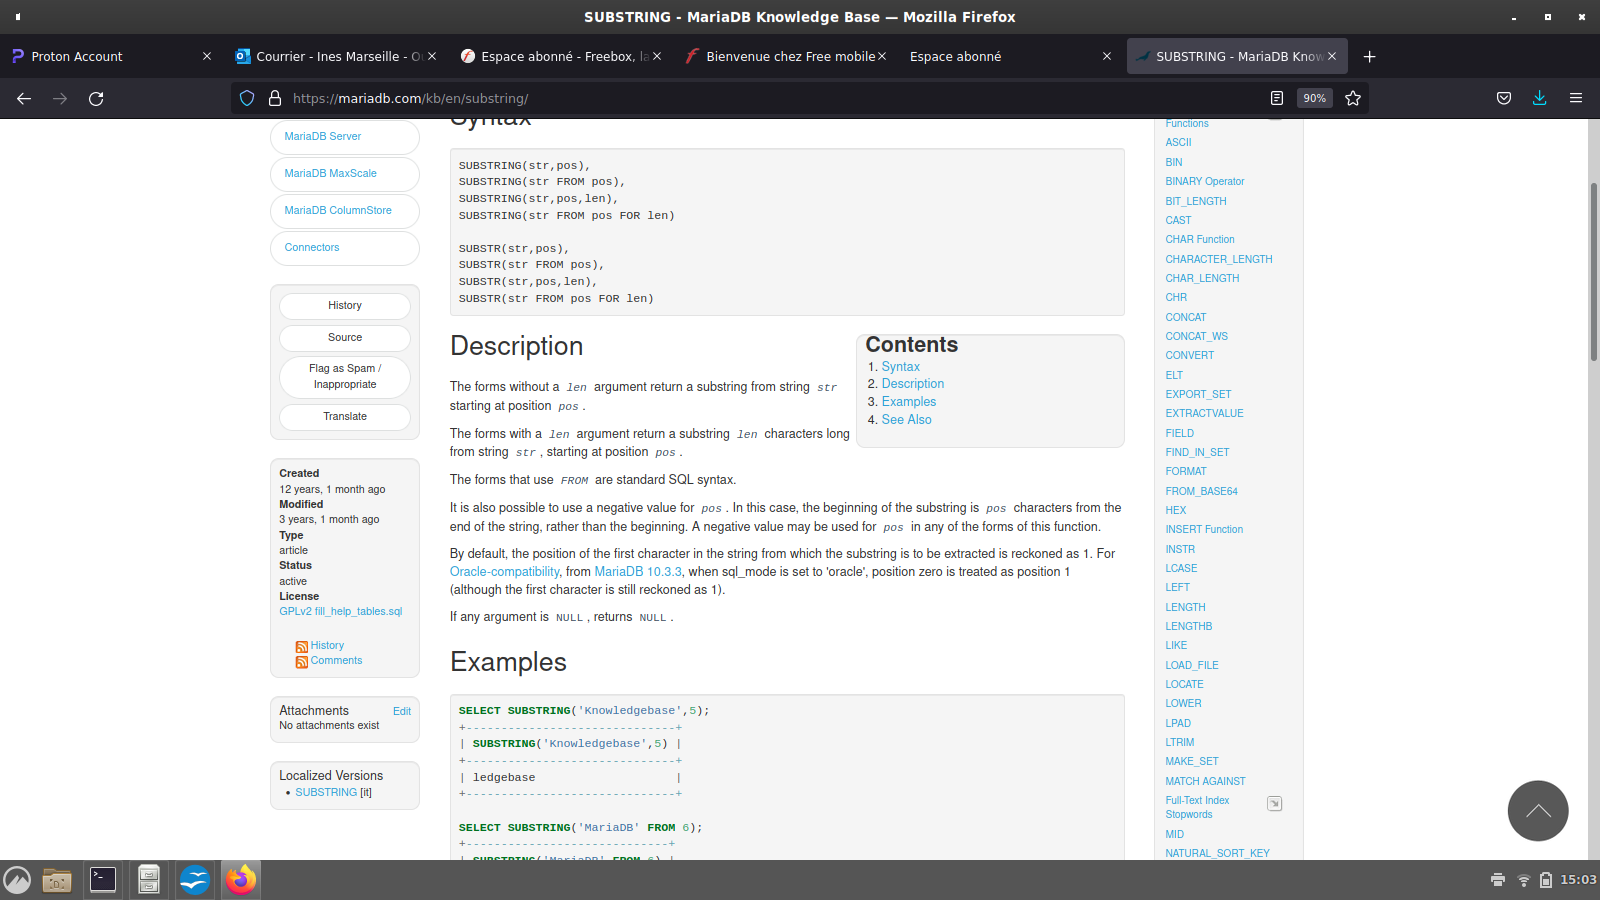 SUBSTRING - MariaDB Knowledge Base — Mozilla Firefox
Proton Account
Courrier - Ines Marseille - O
Espace abonné - Freebox, la
Bienvenue chez Free mobile
Espace abonné
SUBSTRING - MariaDB Know
https://mariadb.com/kb/en/substring/
90%
MariaDB Server
MariaDB MaxScale
MariaDB ColumnStore
Connectors
History
Source
Flag as Spam /
Inappropriate
Translate
Created
12 years, 1 month ago
Modified
3 years, 1 month ago
Type
article
Status
active
License
GPLv2 fill_help_tables.sql
History
Comments
Attachments
Edit
No attachments exist
Localized Versions
• SUBSTRING [it]
Syntax
SUBSTRING(str,pos),
SUBSTRING(str FROM pos),
SUBSTRING(str,pos,len),
SUBSTRING(str FROM pos FOR len)
SUBSTR(str,pos),
SUBSTR(str FROM pos),
SUBSTR(str,pos,len),
SUBSTR(str FROM pos FOR len)
Description
Contents
1. Syntax
2. Description
3. Examples
4. See Also
The forms without a len argument return a substring from string str
starting at position pos.
The forms with a len argument return a substring len characters long
from string str, starting at position pos.
The forms that use FROM are standard SQL syntax.
It is also possible to use a negative value for pos. In this case, the beginning of the substring is pos characters from the
end of the string, rather than the beginning. A negative value may be used for pos in any of the forms of this function.
By default, the position of the first character in the string from which the substring is to be extracted is reckoned as 1. For
Oracle-compatibility, from MariaDB 10.3.3, when sql_mode is set to 'oracle', position zero is treated as position 1
(although the first character is still reckoned as 1).
If any argument is NULL, returns NULL.
Examples
SELECT SUBSTRING('Knowledgebase',5);
+------------------------------+
| SUBSTRING('Knowledgebase',5) |
+------------------------------+
| ledgebase                    |
+------------------------------+
SELECT SUBSTRING('MariaDB' FROM 6);
+-----------------------------+
| SUBSTRING('MariaDB' FROM 6) |
Functions
ASCII
BIN
BINARY Operator
BIT_LENGTH
CAST
CHAR Function
CHARACTER_LENGTH
CHAR_LENGTH
CHR
CONCAT
CONCAT_WS
CONVERT
ELT
EXPORT_SET
EXTRACTVALUE
FIELD
FIND_IN_SET
FORMAT
FROM_BASE64
HEX
INSERT Function
INSTR
LCASE
LEFT
LENGTH
LENGTHB
LIKE
LOAD_FILE
LOCATE
LOWER
LPAD
LTRIM
MAKE_SET
MATCH AGAINST
Full-Text Index
Stopwords
MID
NATURAL_SORT_KEY
15:03